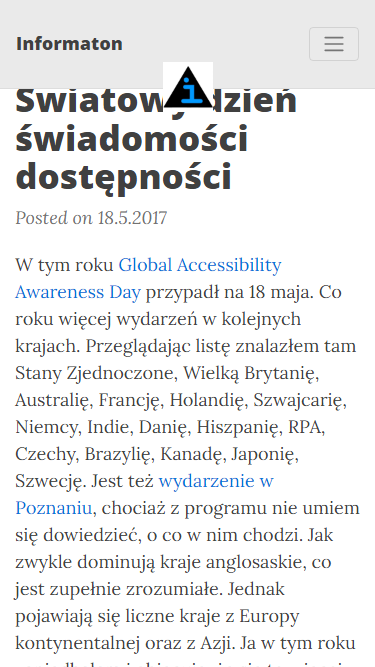 Informaton
i
Światowy dzień
świadomości
dostępności
Posted on 18.5.2017
W tym roku Global Accessibility
Awareness Day przypadł na 18 maja. Co
roku więcej wydarzeń w kolejnych
krajach. Przeglądając listę znalazłem tam
Stany Zjednoczone, Wielką Brytanię,
Australię, Francję, Holandię, Szwajcarię,
Niemcy, Indie, Danię, Hiszpanię, RPA,
Czechy, Brazylię, Kanadę, Japonię,
Szwecję. Jest też wydarzenie w
Poznaniu, chociaż z programu nie umiem
się dowiedzieć, o co w nim chodzi. Jak
zwykle dominują kraje anglosaskie, co
jest zupełnie zrozumiałe. Jednak
pojawiają się liczne kraje z Europy
kontynentalnej oraz z Azji. Ja w tym roku